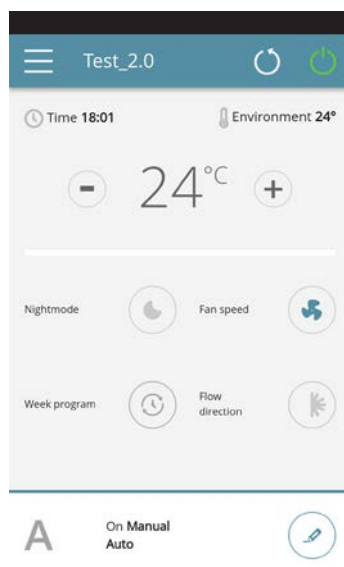 Test_2.0
Time 18:01
Environment 24°
24°C
Nightmode
Fan speed
Week program
Flow
direction
A
On Manual
Auto